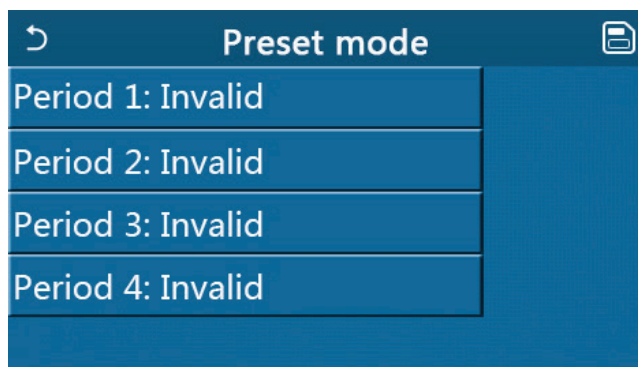 Preset mode
Period 1: Invalid
Period 2: Invalid
Period 3: Invalid
Period 4: Invalid